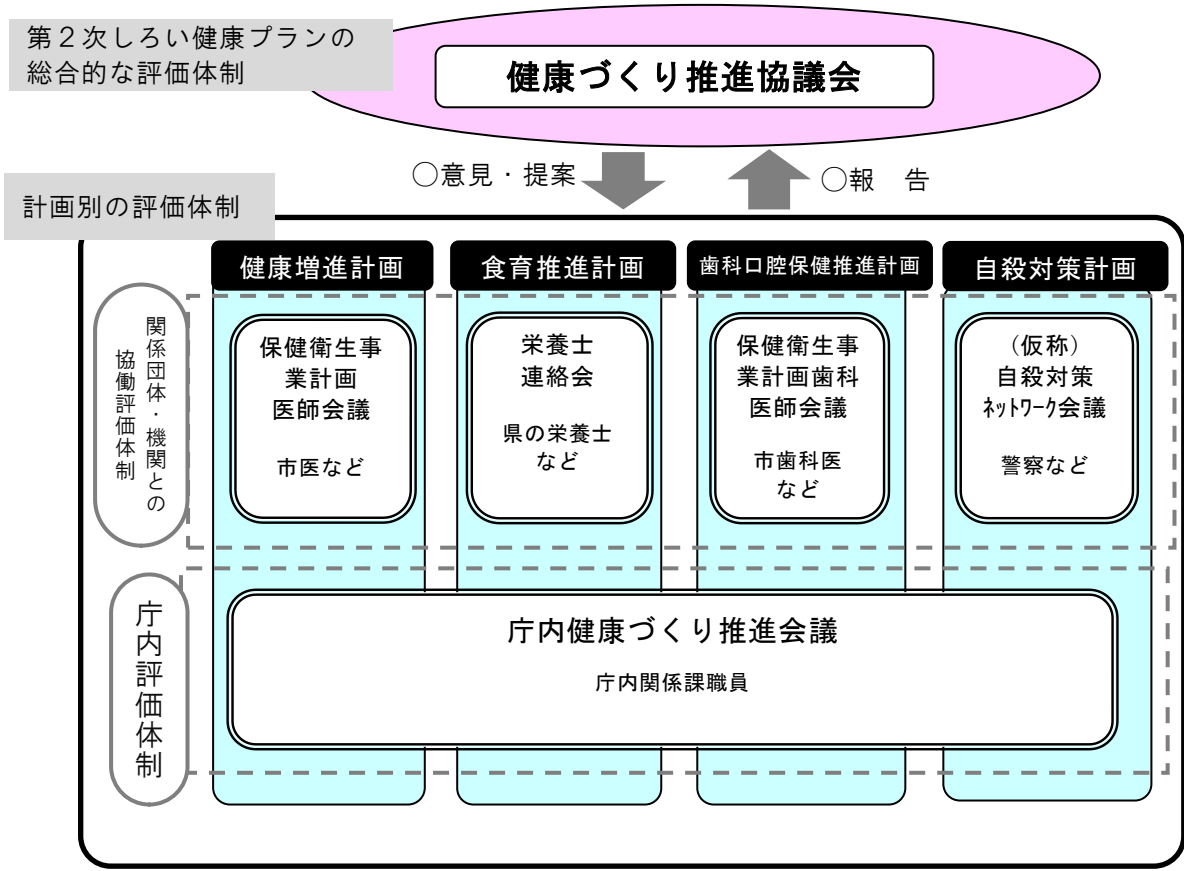 第２次しろい健康プランの
総合的な評価体制
健康づくり推進協議会
○意見・提案
○報　告
計画別の評価体制
健康増進計画
食育推進計画
歯科口腔保健推進計画
自殺対策計画
関係団体・機関との
協働評価体制
保健衛生事
業計画
医師会議
市医など
栄養士
連絡会
県の栄養士
など
保健衛生事
業計画歯科
医師会議
市歯科医
など
（仮称）
自殺対策
ﾈｯﾄﾜｰｸ会議
警察など
庁内評価体制
庁内健康づくり推進会議
庁内関係課職員